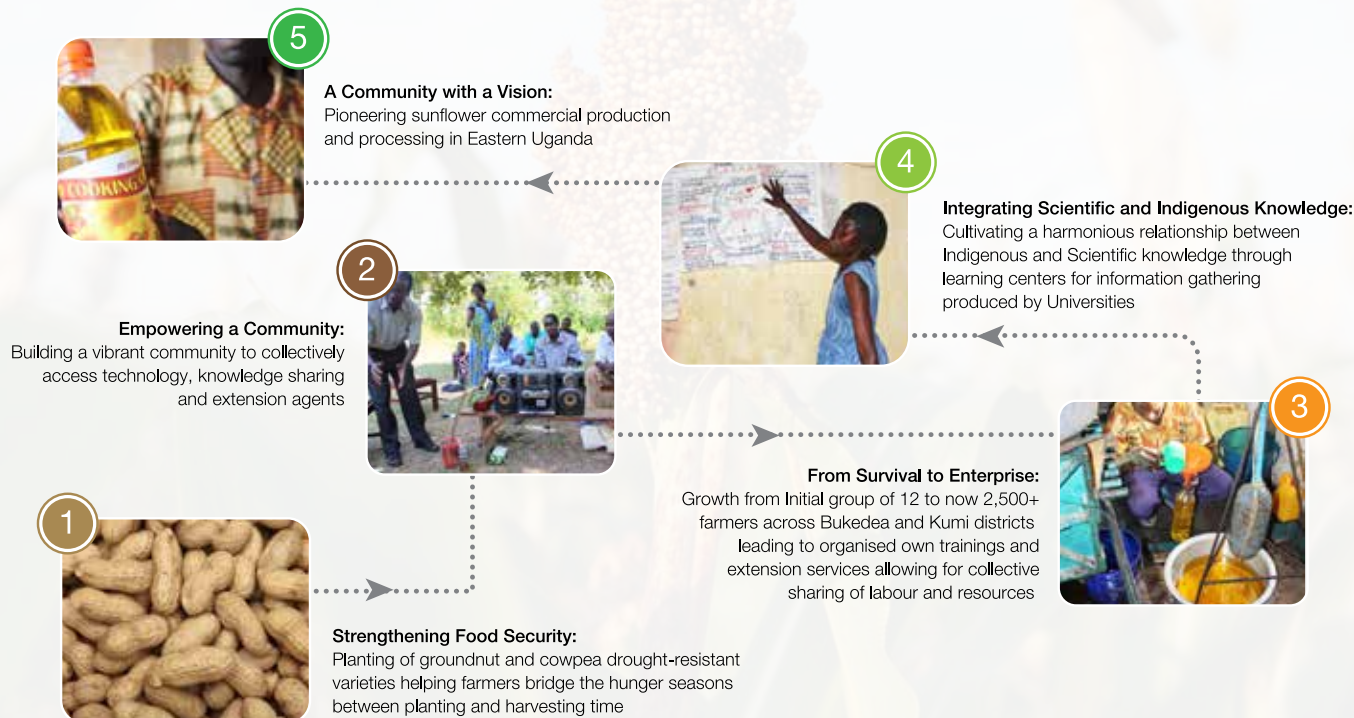 5
A Community with a Vision:
Pioneering sunflower commercial production
and processing in Eastern Uganda
COOKING
4
Integrating Scientific and Indigenous Knowledge:
Cultivating a harmonious relationship between
Indigenous and Scientific knowledge through
learning centers for information gathering
produced by Universities
2
Empowering a Community:
Building a vibrant community to collectively
access technology, knowledge sharing
and extension agents
3
From Survival to Enterprise:
Growth from Initial group of 12 to now 2,500+
farmers across Bukedea and Kumi districts
leading to organised own trainings and
extension services allowing for collective
sharing of labour and resources
1
Strengthening Food Security:
Planting of groundnut and cowpea drought-resistant
varieties helping farmers bridge the hunger seasons
between planting and harvesting time